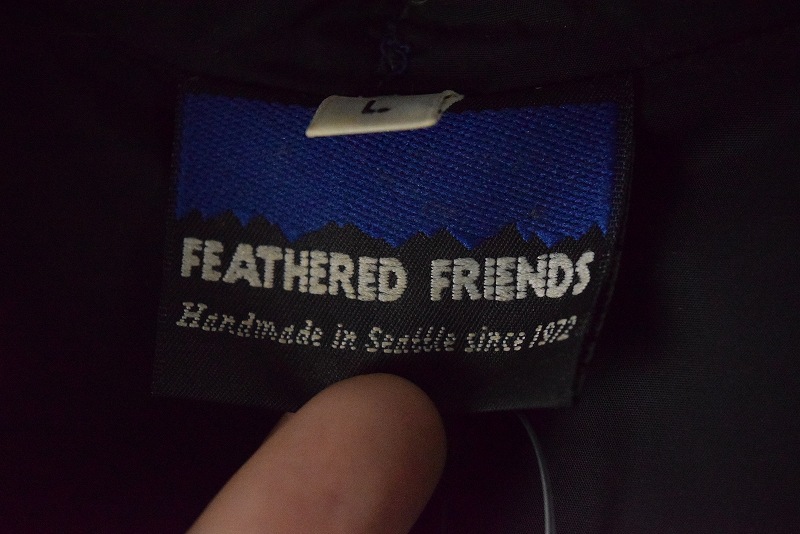 L
FEATHERED FRIENDS
Handmade in Seattle since 1972